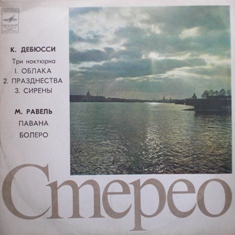 К. ДЕБЮССИ
Три ноктюрна
1. ОБЛАКА
2. ПРАЗДНЕСТВА
3. СИРЕНЫ
М. РАВЕЛЬ
ПАВАНА
БОЛЕРО
Стерео